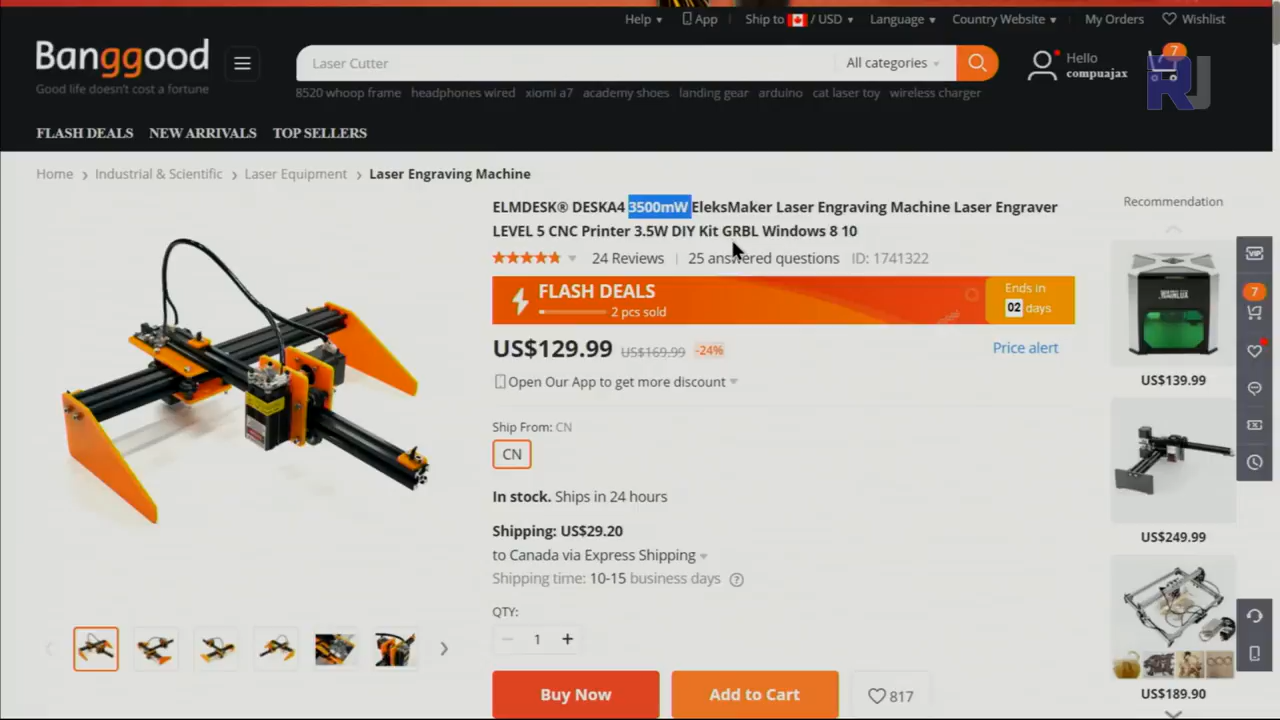 Help
App
Ship to / USD
Language
Country Website
My Orders
Wishlist
Banggood
Good life doesn't cost a fortune
Laser Cutter
All categories
Hello
compuajax
7
RJ
8520 whoop frame headphones wired xiomi a7 academy shoes landing gear arduino cat laser toy wireless charger
FLASH DEALS NEW ARRIVALS TOP SELLERS
Home > Industrial & Scientific > Laser Equipment > Laser Engraving Machine
ELMDESK® DESKA4 3500mW EleksMaker Laser Engraving Machine Laser Engraver
LEVEL 5 CNC Printer 3.5W DIY Kit GRBL Windows 8 10
24 Reviews | 25 answered questions ID: 1741322
FLASH DEALS
2 pcs sold
Ends in
02 days
US$129.99 US$169.99 -24%
Price alert
Open Our App to get more discount
Ship From: CN
CN
In stock. Ships in 24 hours
Shipping: US$29.20
to Canada via Express Shipping
Shipping time: 10-15 business days ?
QTY:
− 1 +
Buy Now
Add to Cart
817
Recommendation
US$139.99
US$249.99
US$189.90
VIP
7